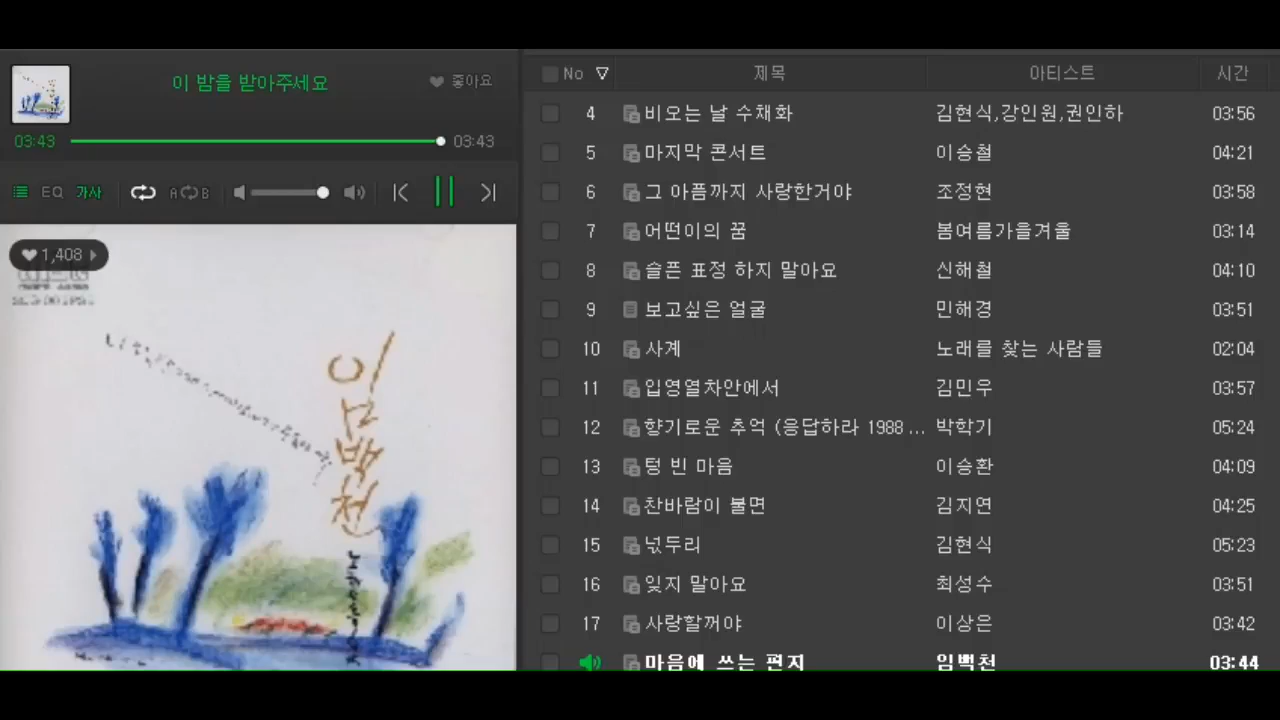 이 밤을 받아주세요
좋아요
03:43
03:43
EQ 가사 A B
1,408
임백천
No 제목 아티스트 시간
4 비오는 날 수채화 김현식,강인원,권인하 03:56
5 마지막 콘서트 이승철 04:21
6 그 아픔까지 사랑한거야 조정현 03:58
7 어떤이의 꿈 봄여름가을겨울 03:14
8 슬픈 표정 하지 말아요 신해철 04:10
9 보고싶은 얼굴 민해경 03:51
10 사계 노래를 찾는 사람들 02:04
11 입영열차안에서 김민우 03:57
12 향기로운 추억 (응답하라 1988 ... 박학기 05:24
13 텅 빈 마음 이승환 04:09
14 찬바람이 불면 김지연 04:25
15 넋두리 김현식 05:23
16 잊지 말아요 최성수 03:51
17 사랑할꺼야 이상은 03:42
마음에 쓰는 편지 임백천 03:44